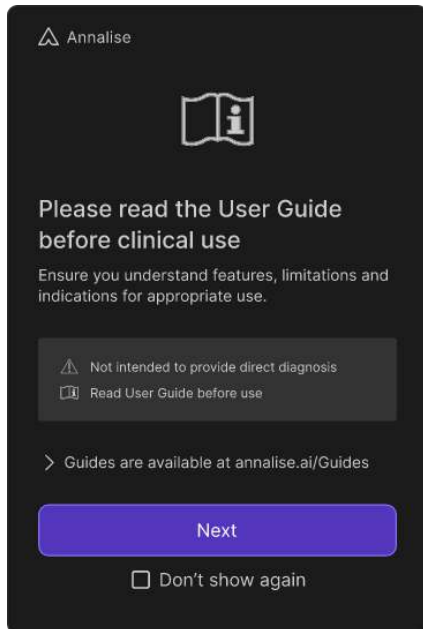 Annalise
Please read the User Guide
before clinical use
Ensure you understand features, limitations and
indications for appropriate use.
Not intended to provide direct diagnosis
Read User Guide before use
Guides are available at annalise.ai/Guides
Next
Don't show again